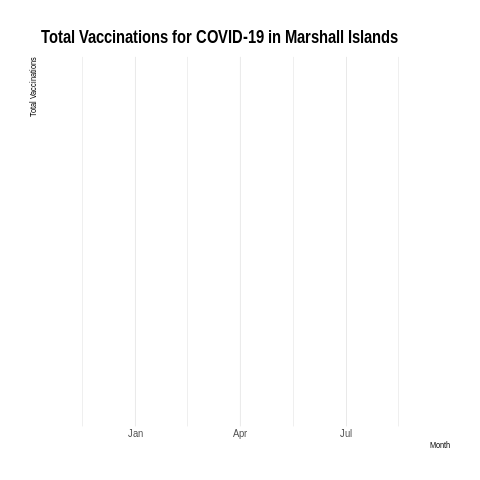 Total Vaccinations for COVID-19 in Marshall Islands
Total Vaccinations
Jan
Apr
Jul
Month